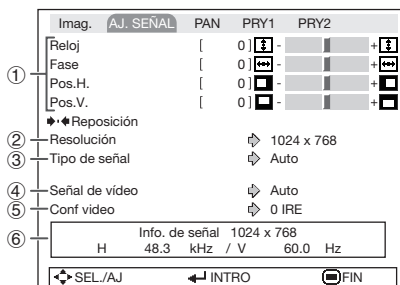 Imag. AJ. SEÑAL PAN PRY1 PRY2
Reloj [ 0 ] - +
Fase [ 0 ] - +
① Pos.H. [ 0 ] - +
Pos.V. [ 0 ] - +
Reposición
② Resolución 1024 x 768
③ Tipo de señal Auto
④ Señal de vídeo Auto
⑤ Conf video 0 IRE
⑥ Info. de señal 1024 x 768
H 48.3 kHz / V 60.0 Hz
SEL./AJ INTRO FIN